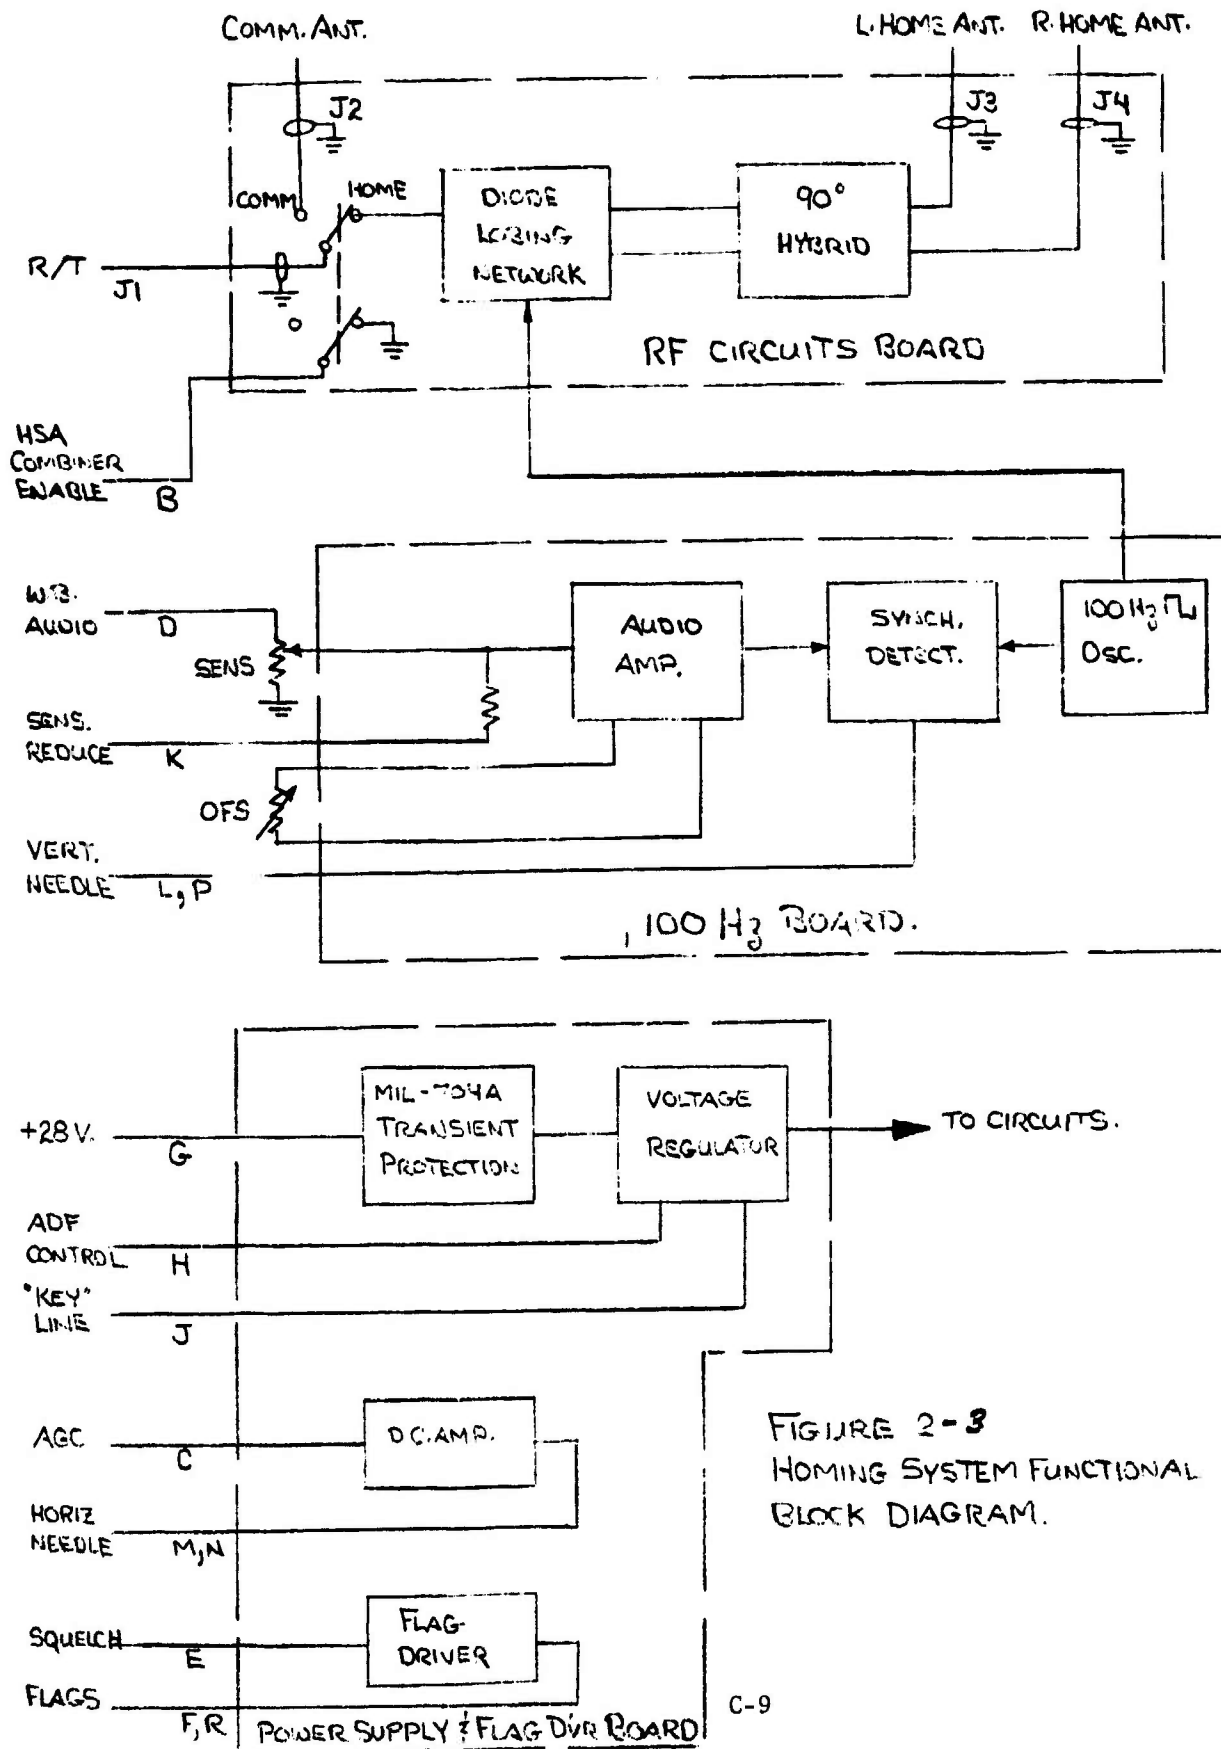 COMM. ANT.
L. HOME ANT.
R. HOME ANT.
J2
J3
J4
COMM
HOME
DIODE
LOBING
NETWORK
90°
HYBRID
R/T
J1
RF CIRCUITS BOARD
HSA
COMBINER
ENABLE
B
W.B.
AUDIO
D
SENS
AUDIO
AMP.
SYNCH.
DETECT.
100 Hz
OSC.
SENS.
REDUCE
K
OFS
VERT.
NEEDLE
L, P
100 Hz BOARD.
+28 V.
G
MIL-704A
TRANSIENT
PROTECTION
VOLTAGE
REGULATOR
TO CIRCUITS.
ADF
CONTROL
H
"KEY"
LINE
J
AGC
C
D.C. AMP.
HORIZ
NEEDLE
M, N
FIGURE 2-3
HOMING SYSTEM FUNCTIONAL
BLOCK DIAGRAM.
SQUELCH
E
FLAG
DRIVER
FLAGS
F, R
POWER SUPPLY & FLAG DVR BOARD
C-9